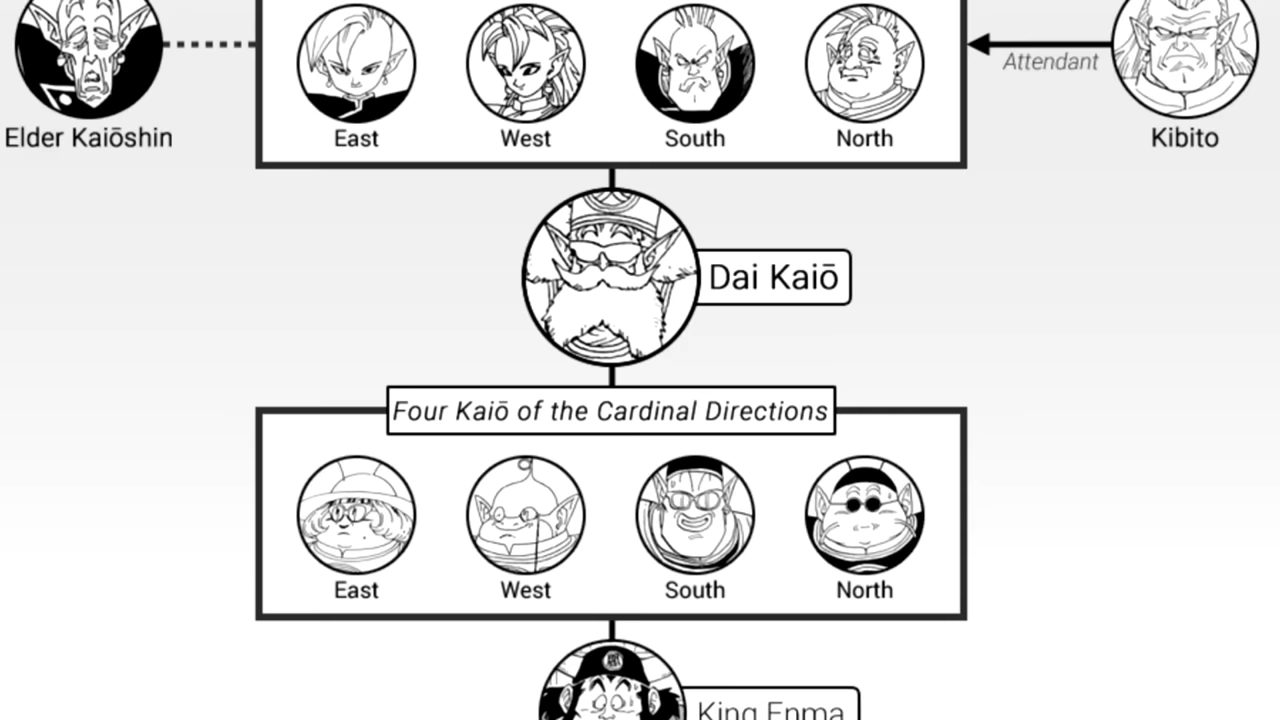 Attendant
Elder Kaiōshin
East
West
South
North
Kibito
Dai Kaiō
Four Kaiō of the Cardinal Directions
East
West
South
North
King Enma